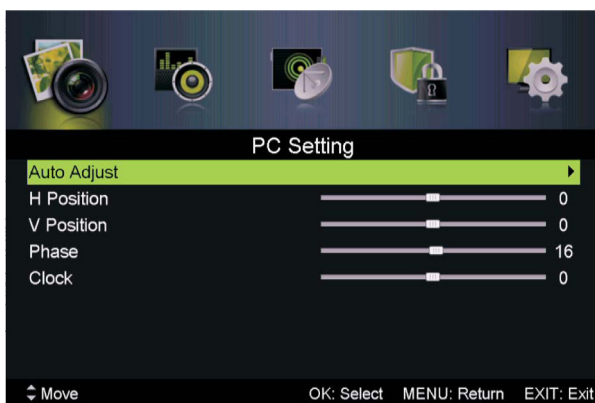 PC Setting
Auto Adjust
H Position 0
V Position 0
Phase 16
Clock 0
Move OK: Select MENU: Return EXIT: Exit